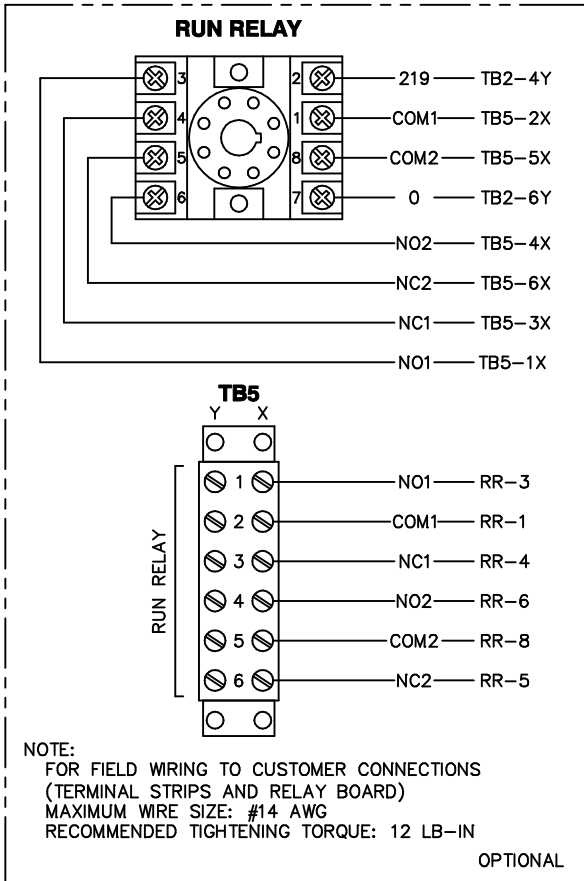 RUN RELAY
3 2 219 TB2-4Y
4 1 COM1 TB5-2X
5 8 COM2 TB5-5X
6 7 0 TB2-6Y
NO2 TB5-4X
NC2 TB5-6X
NC1 TB5-3X
NO1 TB5-1X
TB5
Y X
RUN RELAY
1 NO1 RR-3
2 COM1 RR-1
3 NC1 RR-4
4 NO2 RR-6
5 COM2 RR-8
6 NC2 RR-5
NOTE:
FOR FIELD WIRING TO CUSTOMER CONNECTIONS
(TERMINAL STRIPS AND RELAY BOARD)
MAXIMUM WIRE SIZE: #14 AWG
RECOMMENDED TIGHTENING TORQUE: 12 LB-IN
OPTIONAL